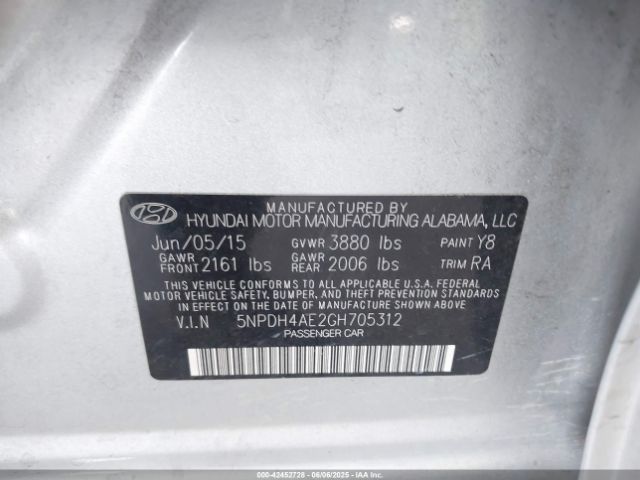 MANUFACTURED BY
HYUNDAI MOTOR MANUFACTURING ALABAMA, LLC
Jun/05/15 GVWR 3880 lbs PAINT Y8
GAWR FRONT 2161 lbs GAWR REAR 2006 lbs TRIM RA
THIS VEHICLE CONFORMS TO ALL APPLICABLE U.S.A. FEDERAL
MOTOR VEHICLE SAFETY, BUMPER, AND THEFT PREVENTION STANDARDS
IN EFFECT ON THE DATE OF MANUFACTURE SHOWN ABOVE.
V.I.N 5NPDH4AE2GH705312
PASSENGER CAR
000-42452728 - 06/06/2025 - IAAI.COM